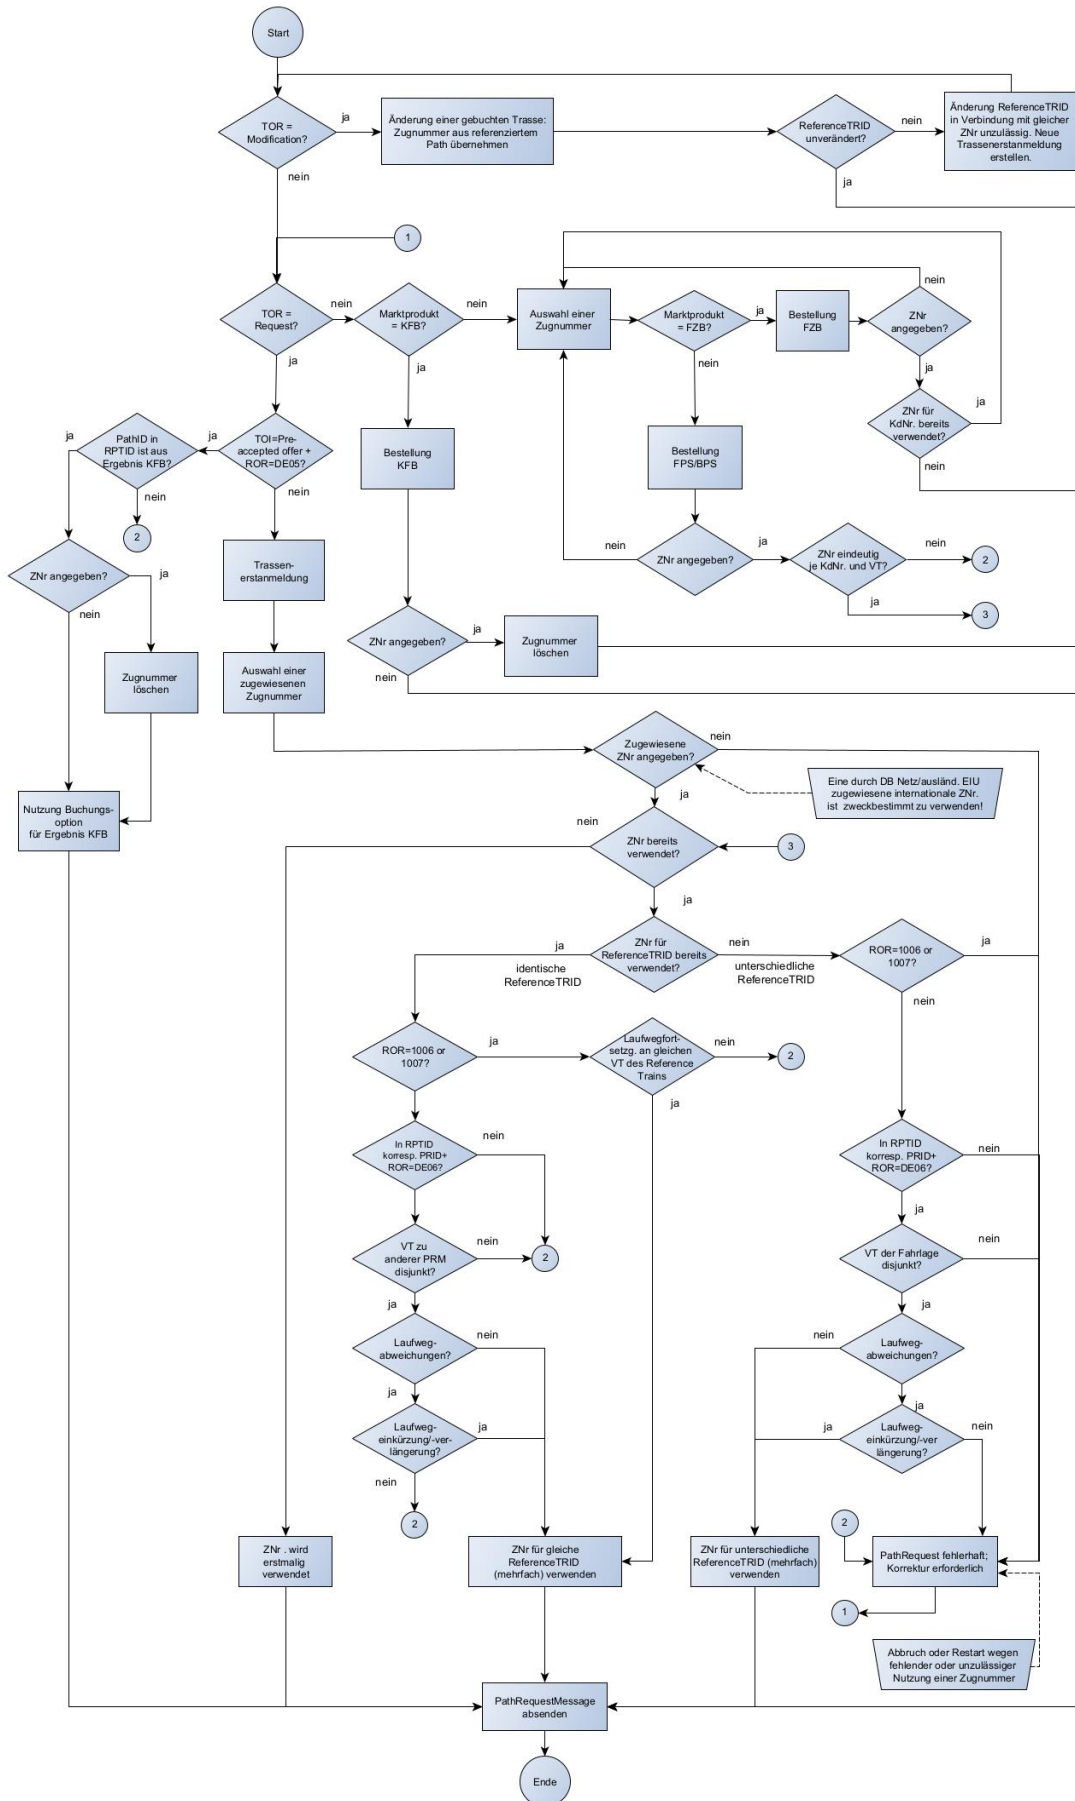 Start
TOR =
Modification?
ja
nein
Änderung einer gebuchten Trasse:
Zugnummer aus referenziertem
Path übernehmen
ReferenceTRID
unverändert?
nein
ja
Änderung ReferenceTRID
in Verbindung mit gleicher
ZNr unzulässig. Neue
Trassenerstanmeldung
erstellen.
1
TOR =
Request?
nein
ja
Marktprodukt
= KFB?
nein
ja
Auswahl einer
Zugnummer
Marktprodukt
= FZB?
ja
nein
Bestellung
FZB
ZNr
angegeben?
nein
ja
ZNr für
KdNr. bereits
verwendet?
ja
nein
PathID in
RPTID ist aus
Ergebnis KFB?
ja
nein
2
TOI=Pre-
accepted offer +
ROR=DE05?
ja
nein
Bestellung
KFB
Bestellung
FPS/BPS
ZNr angegeben?
ja
nein
Trassen-
erstanmeldung
ZNr angegeben?
nein
ja
ZNr eindeutig
je KdNr. und VT?
nein
2
ja
3
Zugnummer
löschen
Auswahl einer
zugewiesenen
Zugnummer
ZNr angegeben?
ja
nein
Zugnummer
löschen
Zugewiesene
ZNr angegeben?
nein
ja
Eine durch DB Netz/ausländ. EIU
zugewiesene internationale ZNr.
ist zweckbestimmt zu verwenden!
Nutzung Buchungs-
option
für Ergebnis KFB
ZNr bereits
verwendet?
nein
ja
3
ZNr für
ReferenceTRID bereits
verwendet?
ja
identische
ReferenceTRID
nein
unterschiedliche
ReferenceTRID
ROR=1006 or
1007?
ja
nein
ROR=1006 or
1007?
ja
Laufwegfort-
setzg. an gleichen
VT des Reference
Trains
nein
2
ja
In RPTID
korresp. PRID+
ROR=DE06?
nein
In RPTID
korresp. PRID+
ROR=DE06?
nein
ja
VT zu
anderer PRM
disjunkt?
nein
2
ja
VT der Fahrlage
disjunkt?
nein
ja
Laufweg-
abweichungen?
nein
ja
Laufweg-
abweichungen?
nein
ja
Laufweg-
einkürzung/-ver-
längerung?
ja
nein
2
Laufweg-
einkürzung/-ver
längerung?
ja
nein
2
ZNr . wird
erstmalig
verwendet
ZNr für gleiche
ReferenceTRID
(mehrfach) verwenden
ZNr für unterschiedliche
ReferenceTRID (mehrfach)
verwenden
PathRequest fehlerhaft;
Korrektur erforderlich
1
Abbruch oder Restart wegen
fehlender oder unzulässiger
Nutzung einer Zugnummer
PathRequestMessage
absenden
Ende